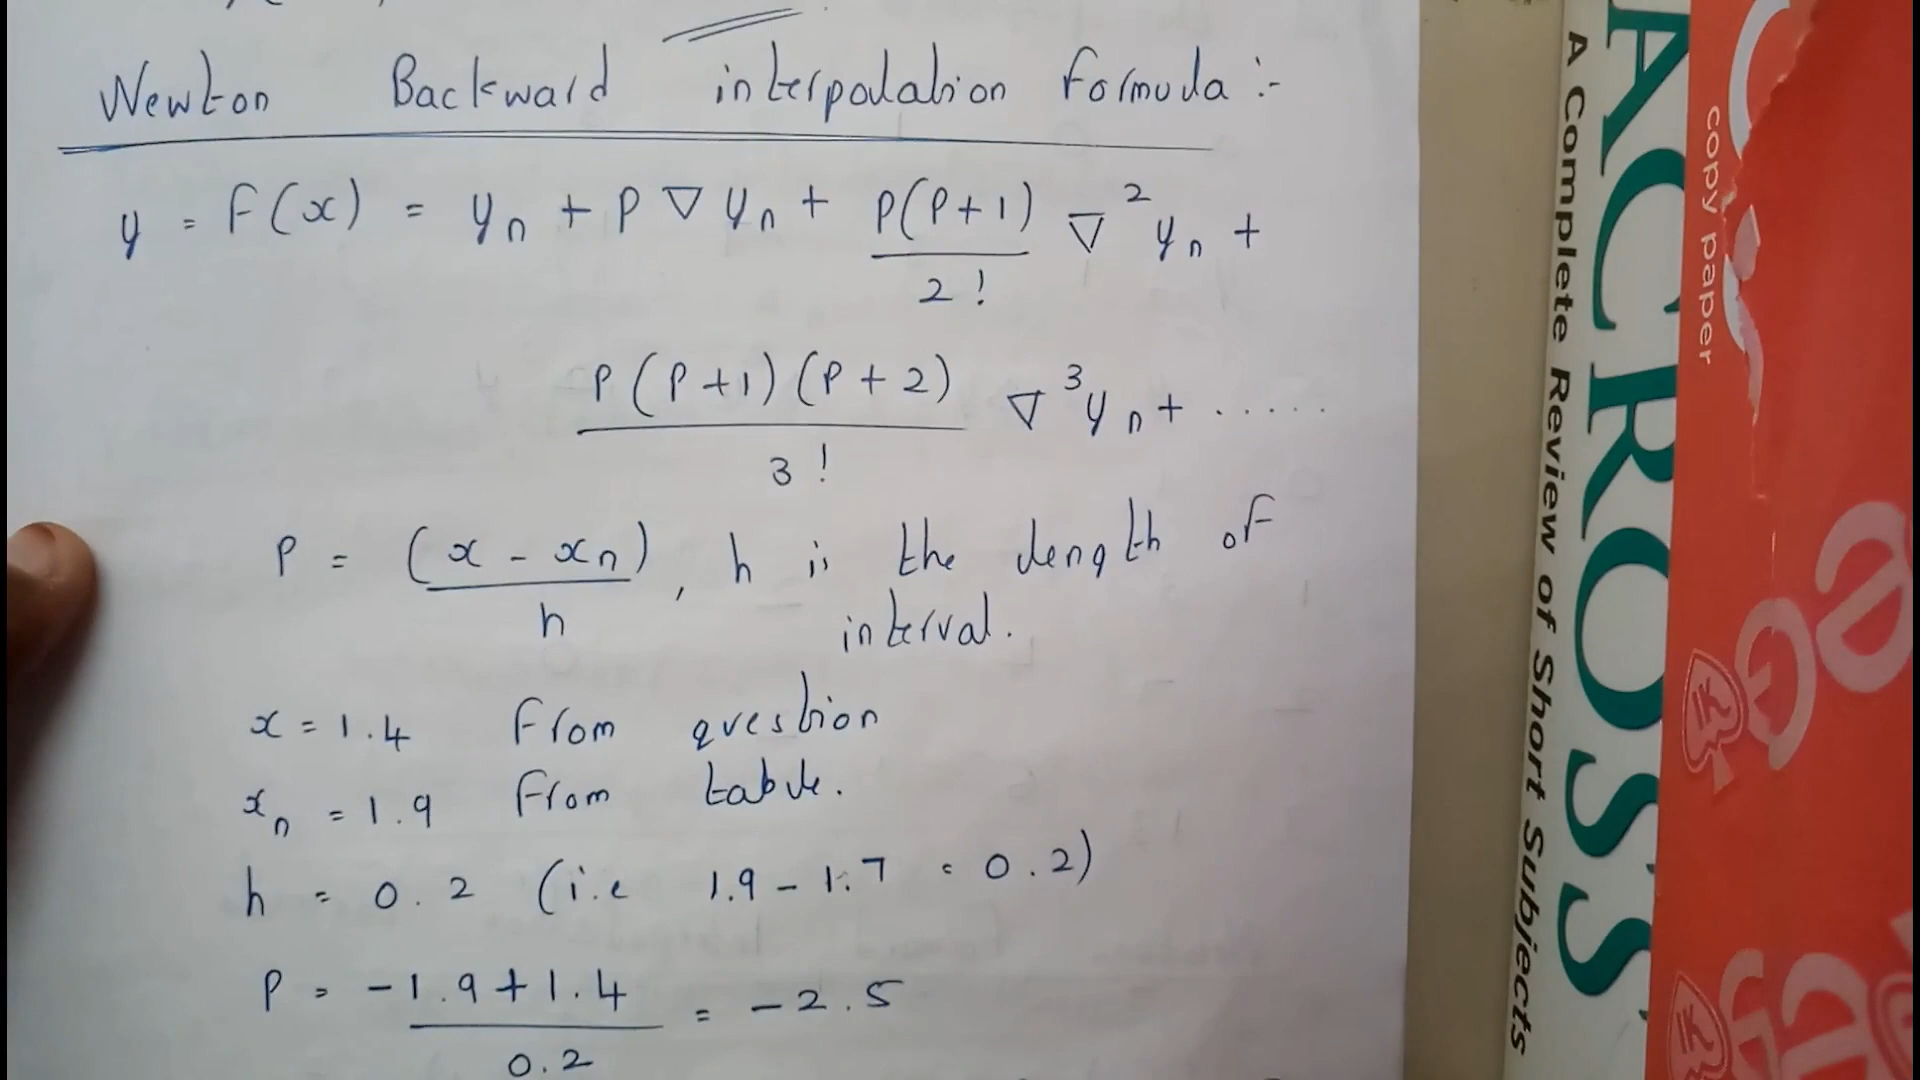 Newton Backward interpolation formula :-
y = f(x) = yn + p ∇ yn + p(p+1)/2! ∇² yn +
p(p+1)(p+2)/3! ∇³ yn + .....
p = (x - xn)/h , h is the length of
interval.
x = 1.4 from question
xn = 1.9 from table.
h = 0.2 (i.e 1.9 - 1.7 = 0.2)
p = -1.9+1.4/0.2 = -2.5
ACROSS
A Complete Review of Short Subjects
copy paper